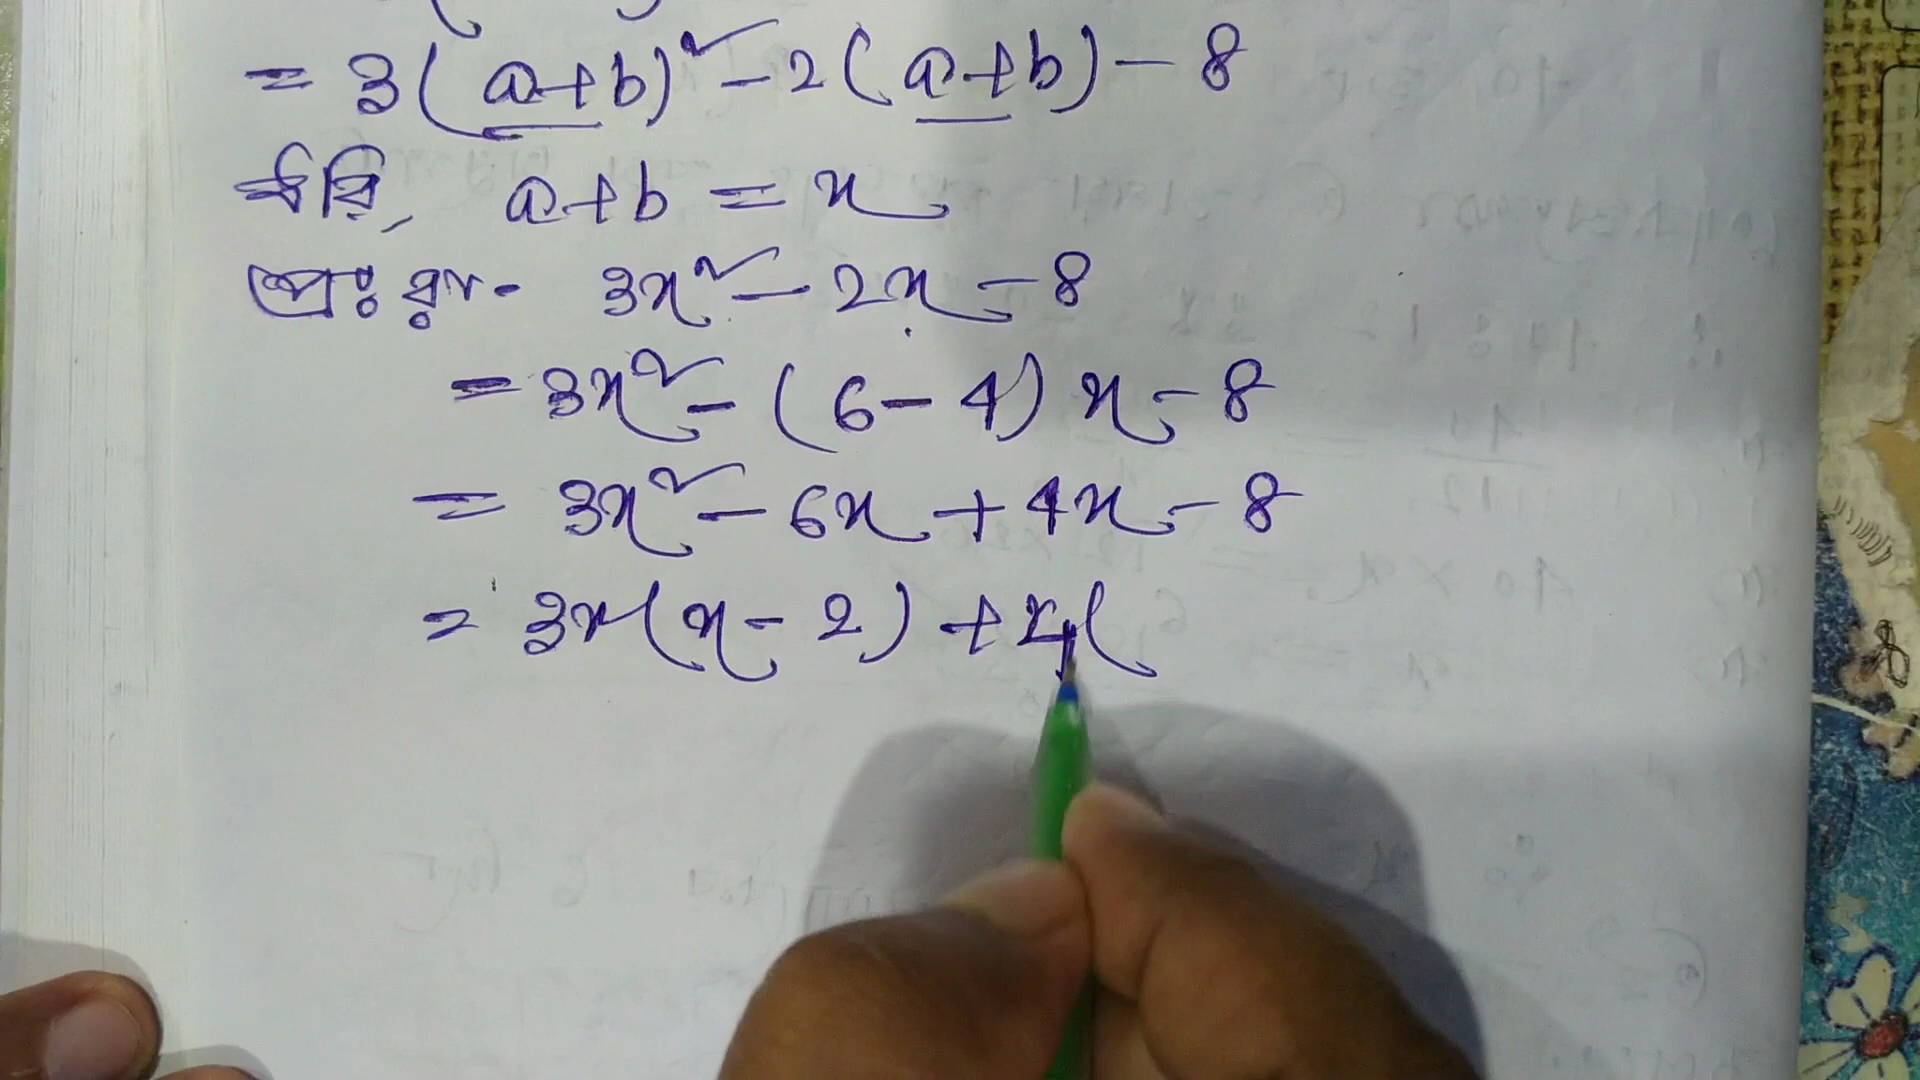 = 3(a+b)² - 2(a+b) - 8
ধরি, a+b = x
প্রঃ রাঃ- 3x² - 2x - 8
= 3x² - (6 - 4) x - 8
= 3x² - 6x + 4x - 8
= 3x(x - 2) + 4(